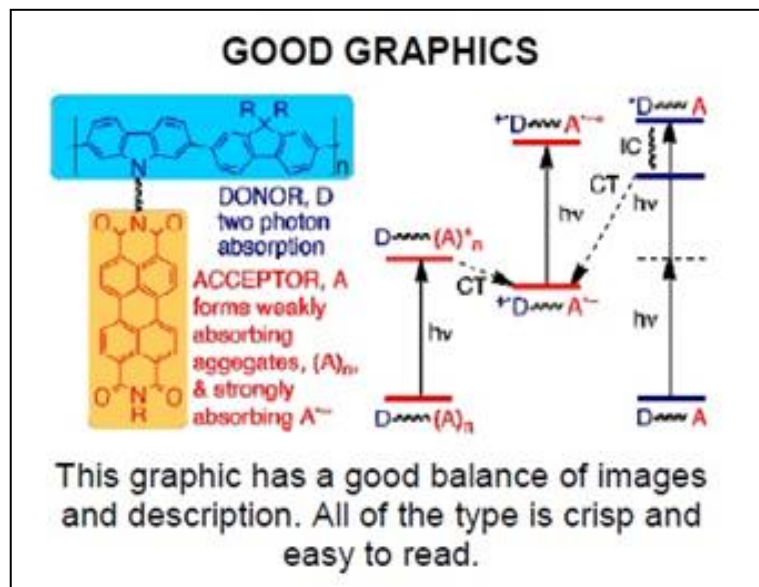 GOOD GRAPHICS
R R
N
n
DONOR, D
two photon
absorption
O N O
ACCEPTOR, A
forms weakly
absorbing
aggegates, (A)n,
& strongly
absorbing A•−
O N O
H
D (A)*n
CT
hν
D (A)n
+•D A•−*
hν
+•D A•−
*D A
IC
CT
hν
hν
D A
This graphic has a good balance of images
and description. All of the type is crisp and
easy to read.